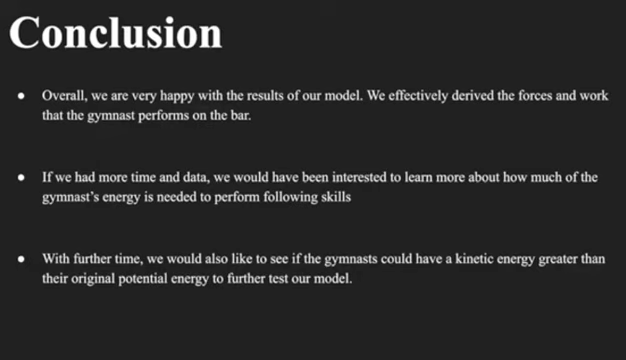 Conclusion
● Overall, we are very happy with the results of our model. We effectively derived the forces and work
that the gymnast performs on the bar.
● If we had more time and data, we would have been interested to learn more about how much of the
gymnast's energy is needed to perform following skills
● With further time, we would also like to see if the gymnasts could have a kinetic energy greater than
their original potential energy to further test our model.